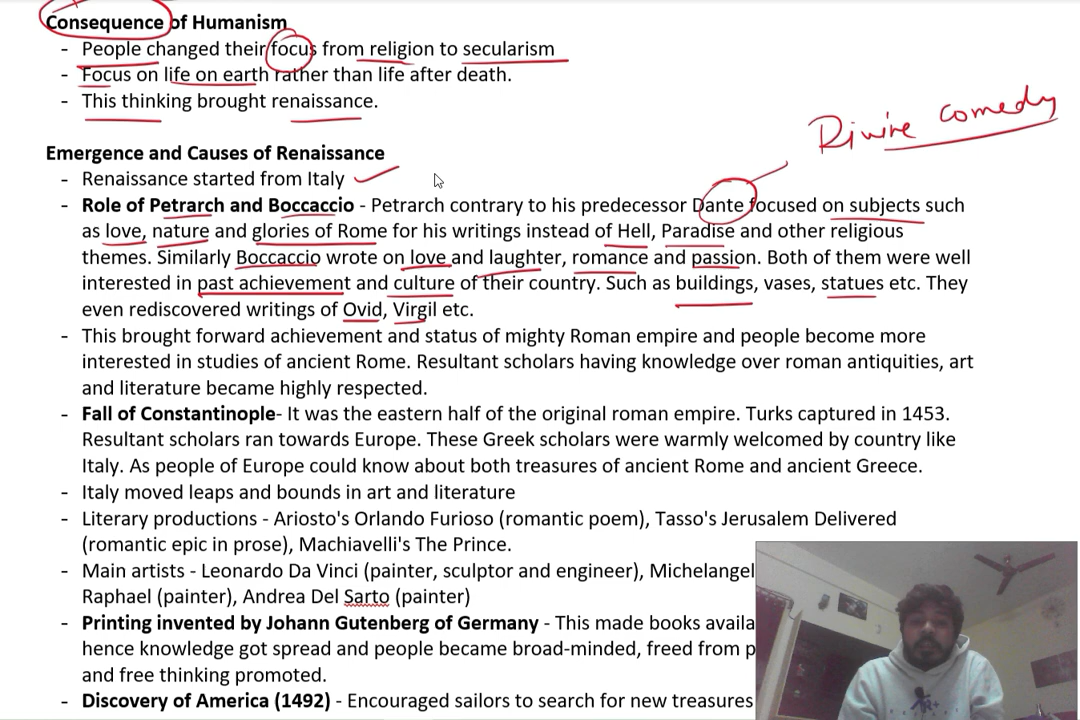 Consequence of Humanism
- People changed their focus from religion to secularism
- Focus on life on earth rather than life after death.
- This thinking brought renaissance.
Divine comedy
Emergence and Causes of Renaissance
- Renaissance started from Italy
- Role of Petrarch and Boccaccio - Petrarch contrary to his predecessor Dante focused on subjects such
as love, nature and glories of Rome for his writings instead of Hell, Paradise and other religious
themes. Similarly Boccaccio wrote on love and laughter, romance and passion. Both of them were well
interested in past achievement and culture of their country. Such as buildings, vases, statues etc. They
even rediscovered writings of Ovid, Virgil etc.
- This brought forward achievement and status of mighty Roman empire and people become more
interested in studies of ancient Rome. Resultant scholars having knowledge over roman antiquities, art
and literature became highly respected.
- Fall of Constantinople- It was the eastern half of the original roman empire. Turks captured in 1453.
Resultant scholars ran towards Europe. These Greek scholars were warmly welcomed by country like
Italy. As people of Europe could know about both treasures of ancient Rome and ancient Greece.
- Italy moved leaps and bounds in art and literature
- Literary productions - Ariosto's Orlando Furioso (romantic poem), Tasso's Jerusalem Delivered
(romantic epic in prose), Machiavelli's The Prince.
- Main artists - Leonardo Da Vinci (painter, sculptor and engineer), Michelangel
Raphael (painter), Andrea Del Sarto (painter)
- Printing invented by Johann Gutenberg of Germany - This made books availa
hence knowledge got spread and people became broad-minded, freed from p
and free thinking promoted.
- Discovery of America (1492) - Encouraged sailors to search for new treasures